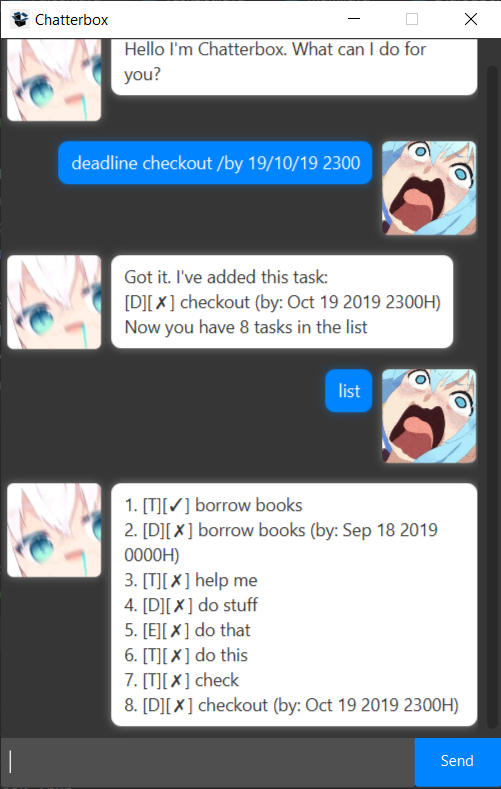 Chatterbox
Hello I'm Chatterbox. What can I do for
you?
deadline checkout /by 19/10/19 2300
Got it. I've added this task:
[D][✗] checkout (by: Oct 19 2019 2300H)
Now you have 8 tasks in the list
list
1. [T][✓] borrow books
2. [D][✗] borrow books (by: Sep 18 2019
0000H)
3. [T][✗] help me
4. [D][✗] do stuff
5. [E][✗] do that
6. [T][✗] do this
7. [T][✗] check
8. [D][✗] checkout (by: Oct 19 2019 2300H)
Send